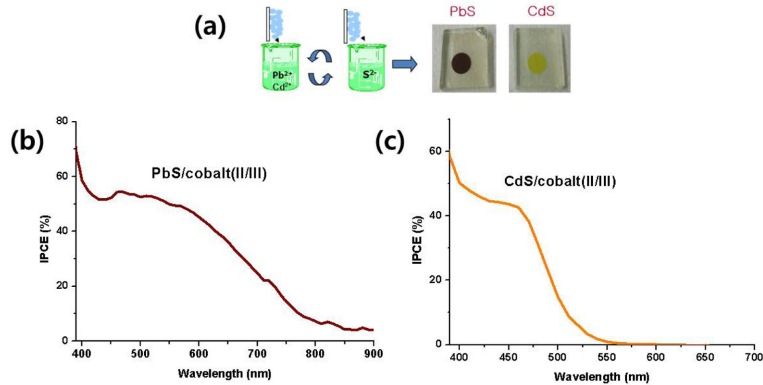 (a)
PbS
CdS
Pb2+
Cd2+
S2-
(b)
PbS/cobalt(II/III)
IPCE (%)
80
60
40
20
0
400
500
600
700
800
900
Wavelength (nm)
(c)
CdS/cobalt(II/III)
IPCE (%)
60
40
20
0
400
450
500
550
600
650
700
Wavelength (nm)